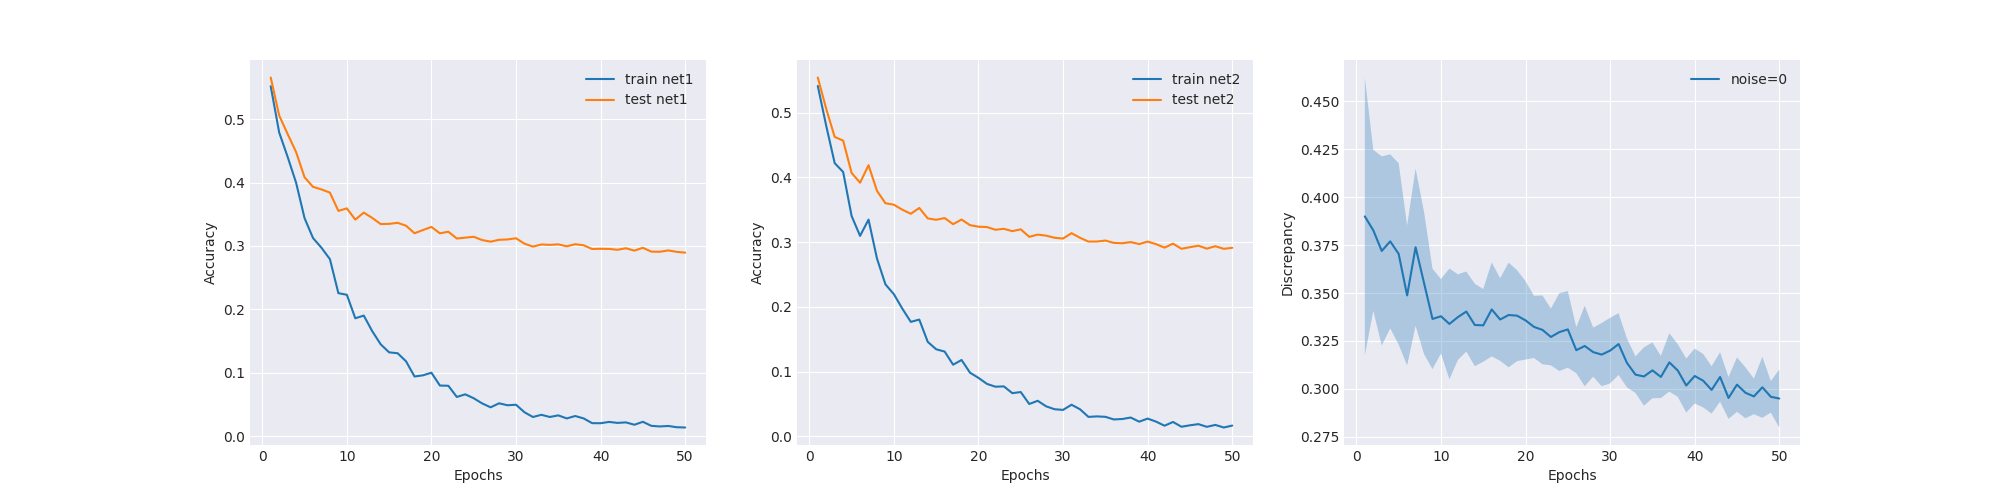 train net1
test net1
0.5
0.4
0.3
0.2
0.1
0.0
Accuracy
0 10 20 30 40 50
Epochs
train net2
test net2
0.5
0.4
0.3
0.2
0.1
0.0
Accuracy
0 10 20 30 40 50
Epochs
noise=0
0.450
0.425
0.400
0.375
0.350
0.325
0.300
0.275
Discrepancy
0 10 20 30 40 50
Epochs